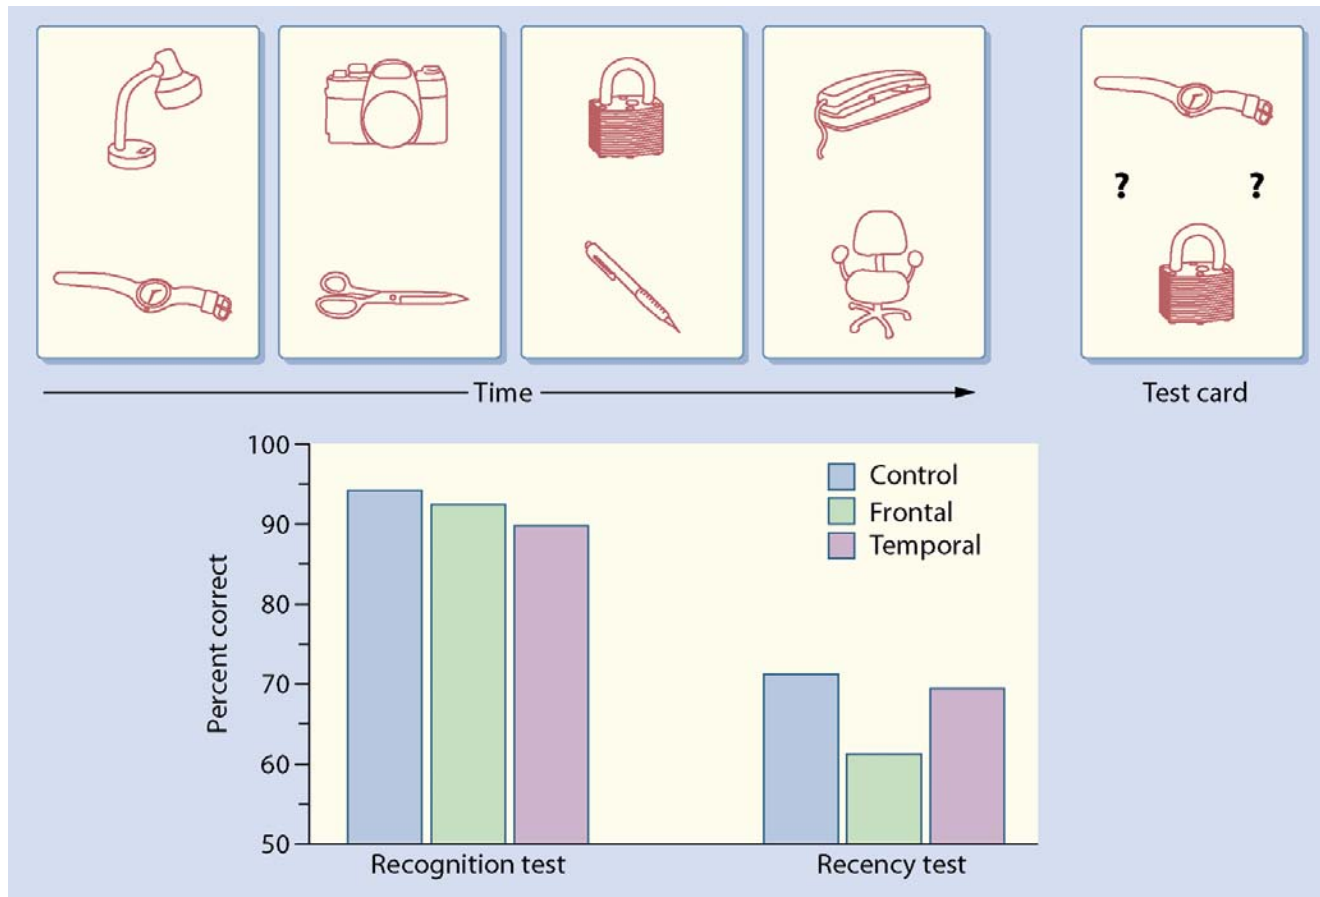 ? ?
Time
Test card
100
90
80
70
60
50
Percent correct
Control
Frontal
Temporal
Recognition test
Recency test